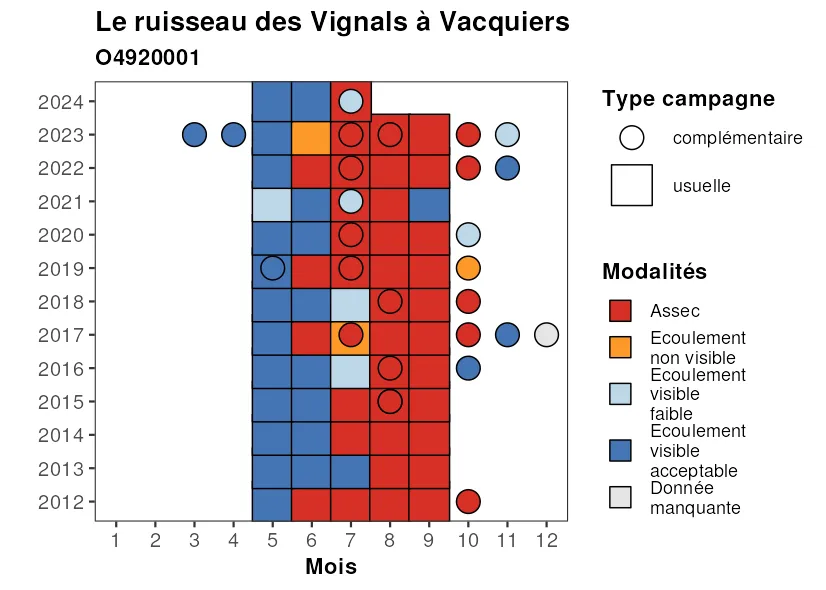 Le ruisseau des Vignals à Vacquiers
O4920001
2024
2023
2022
2021
2020
2019
2018
2017
2016
2015
2014
2013
2012
1 2 3 4 5 6 7 8 9 10 11 12
Mois
Type campagne
complémentaire
usuelle
Modalités
Assec
Ecoulement
non visible
Ecoulement
visible
faible
Ecoulement
visible
acceptable
Donnée
manquante